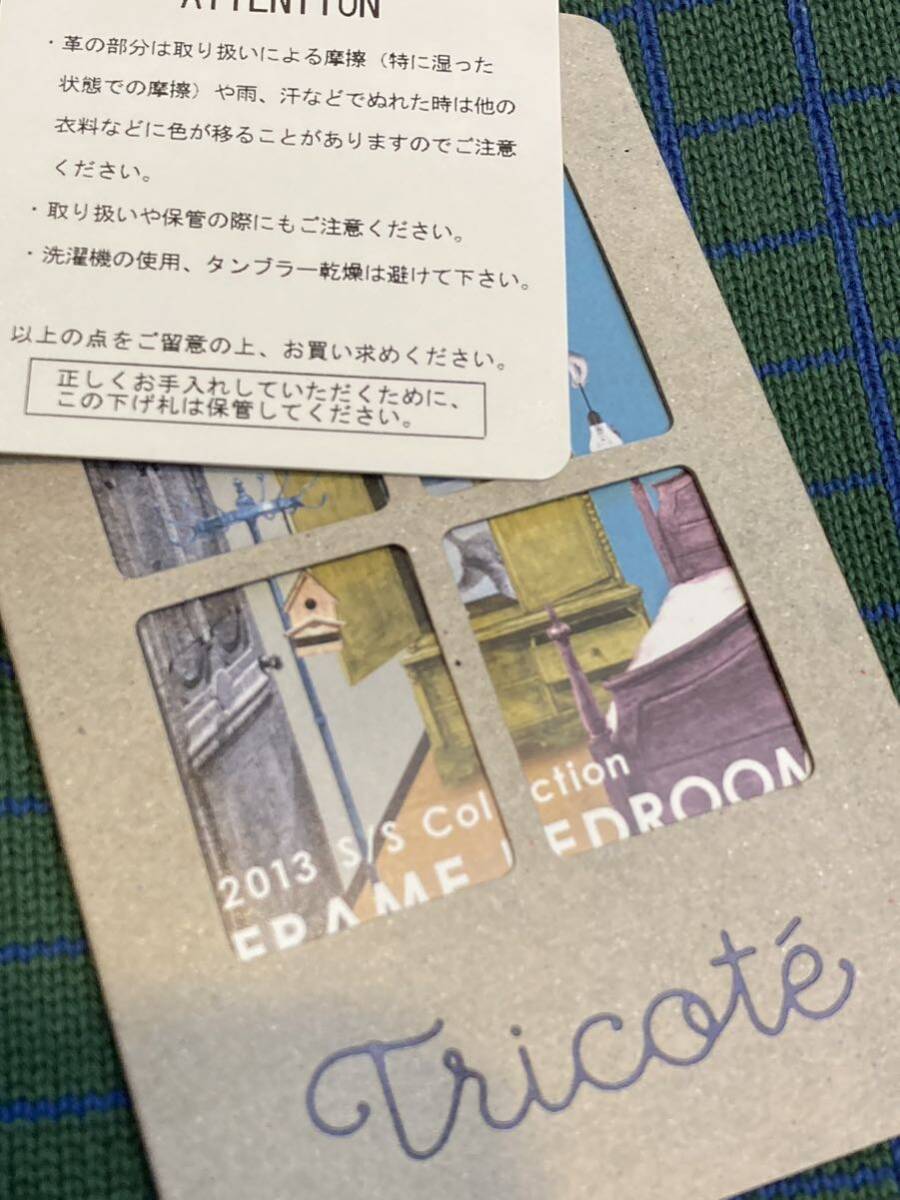 ATTENTION
・革の部分は取り扱いによる摩擦（特に湿った
状態での摩擦）や雨、汗などでぬれた時は他の
衣料などに色が移ることがありますのでご注意
ください。
・取り扱いや保管の際にもご注意ください。
・洗濯機の使用、タンブラー乾燥は避けて下さい。
以上の点をご留意の上、お買い求めください。
正しくお手入れしていただくために、
この下げ札は保管してください。
2013 S/S Collection
FRAME BEDROOM
Tricoté